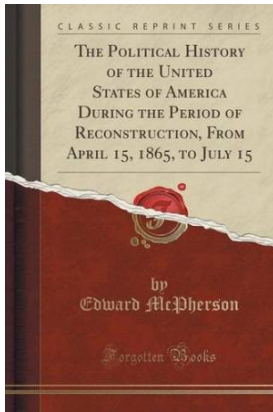 CLASSIC REPRINT SERIES
THE POLITICAL HISTORY
OF THE UNITED
STATES OF AMERICA
DURING THE PERIOD OF
RECONSTRUCTION, FROM
APRIL 15, 1865, TO JULY 15
by
Edward McPherson
Forgotten Books